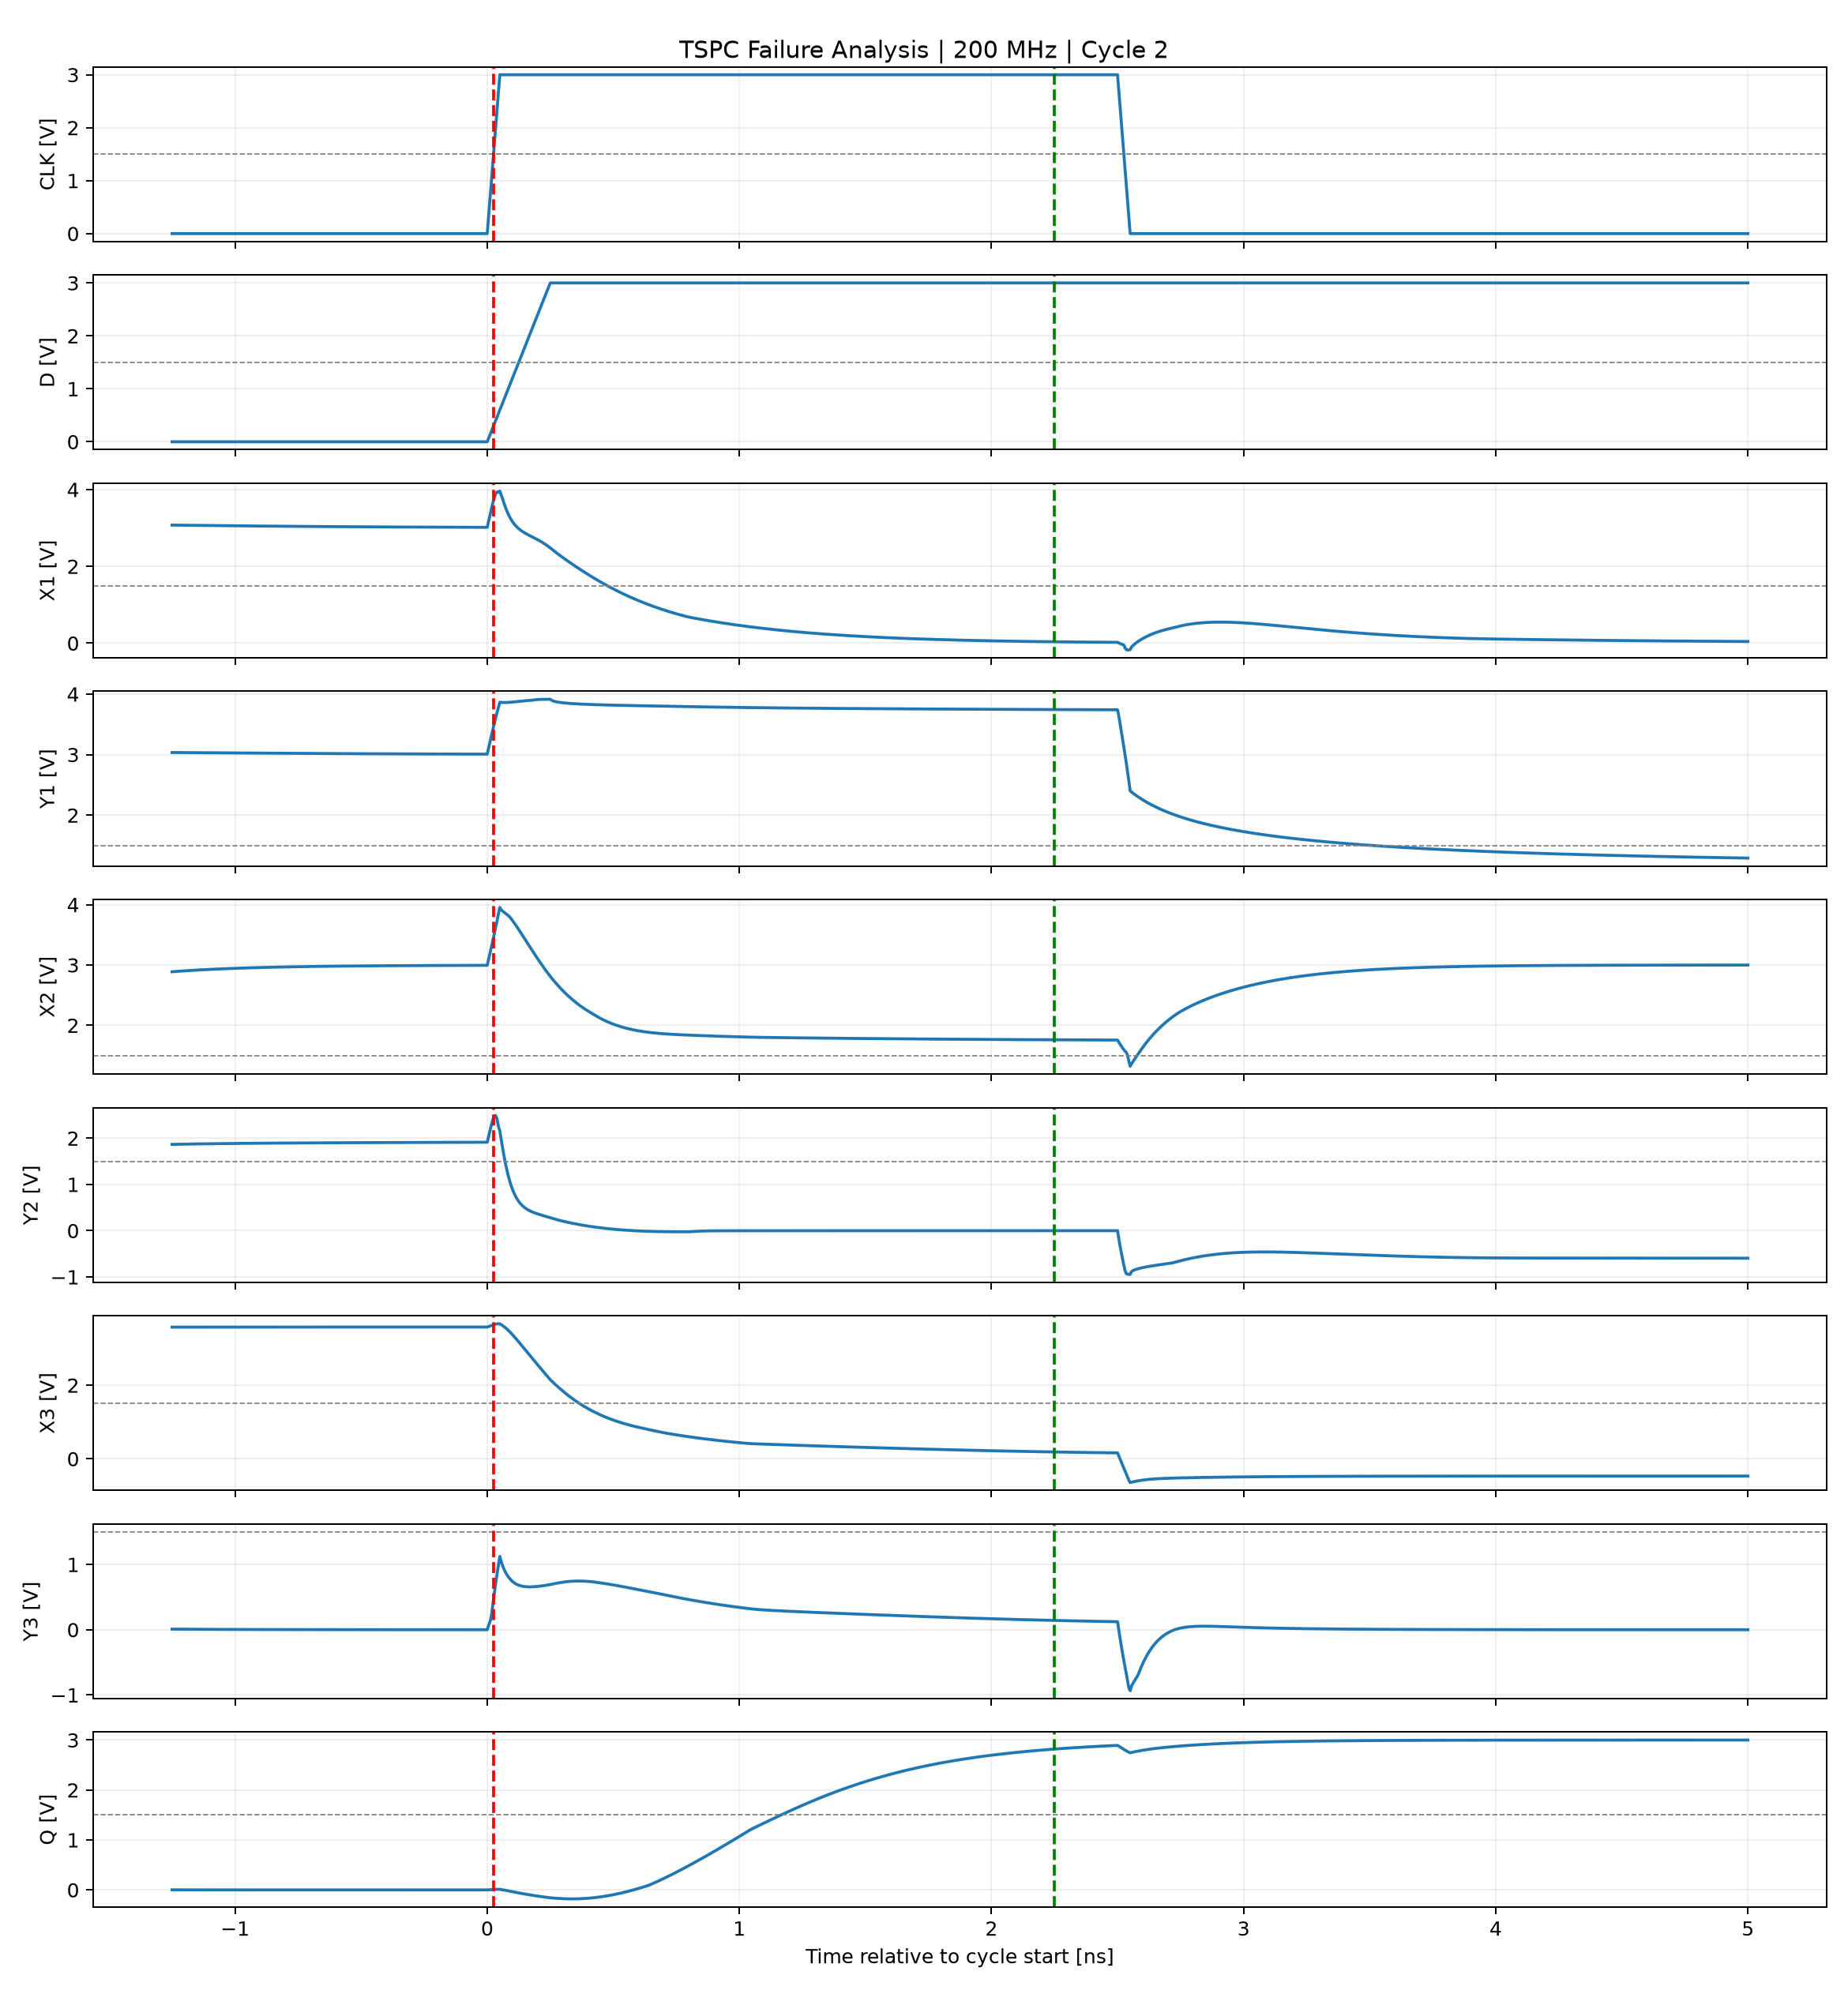 TSPC Failure Analysis | 200 MHz | Cycle 2
3
2
1
0
CLK [V]
3
2
1
0
D [V]
4
2
0
X1 [V]
4
3
2
Y1 [V]
4
3
2
X2 [V]
2
1
0
−1
Y2 [V]
2
0
X3 [V]
1
0
−1
Y3 [V]
3
2
1
0
Q [V]
−1 0 1 2 3 4 5
Time relative to cycle start [ns]